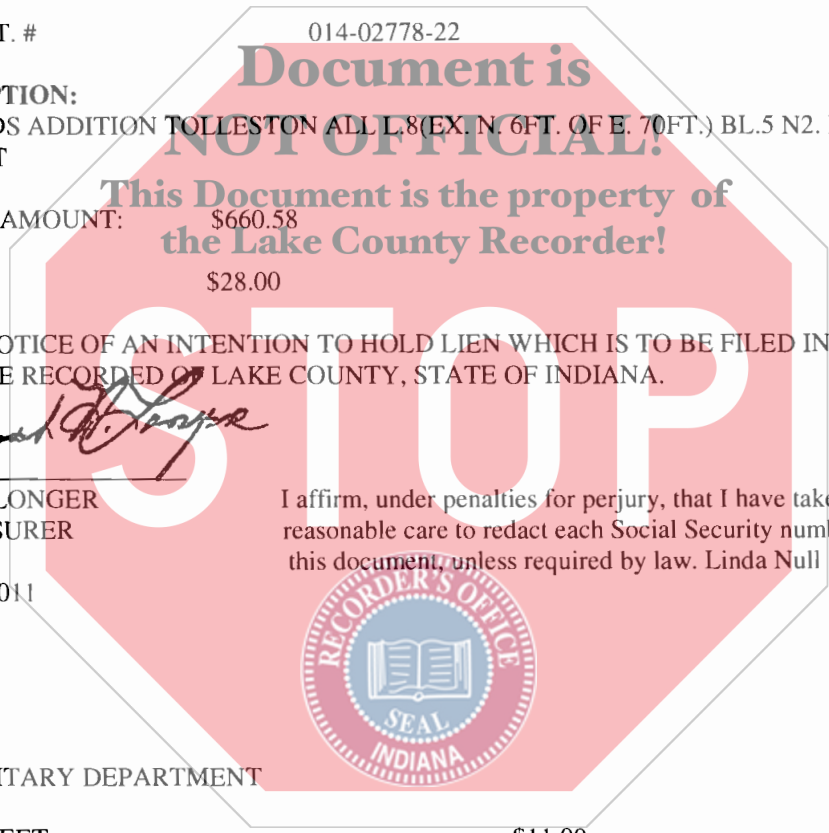 T. # 014-02778-22
Document is
PTION:
DS ADDITION TOLLESTON ALL L.8(EX. N. 6FT. OF E. 70FT.) BL.5 N2.
NOT OFFICIAL!
T
This Document is the property of
AMOUNT: $660.58
the Lake County Recorder!
$28.00
STOP
OTICE OF AN INTENTION TO HOLD LIEN WHICH IS TO BE FILED IN
E RECORDED OF LAKE COUNTY, STATE OF INDIANA.
LONGER I affirm, under penalties for perjury, that I have take
SURER reasonable care to redact each Social Security numb
this document, unless required by law. Linda Null
011
RECORDER'S OFFICE
SEAL
INDIANA
ITARY DEPARTMENT
$11.00